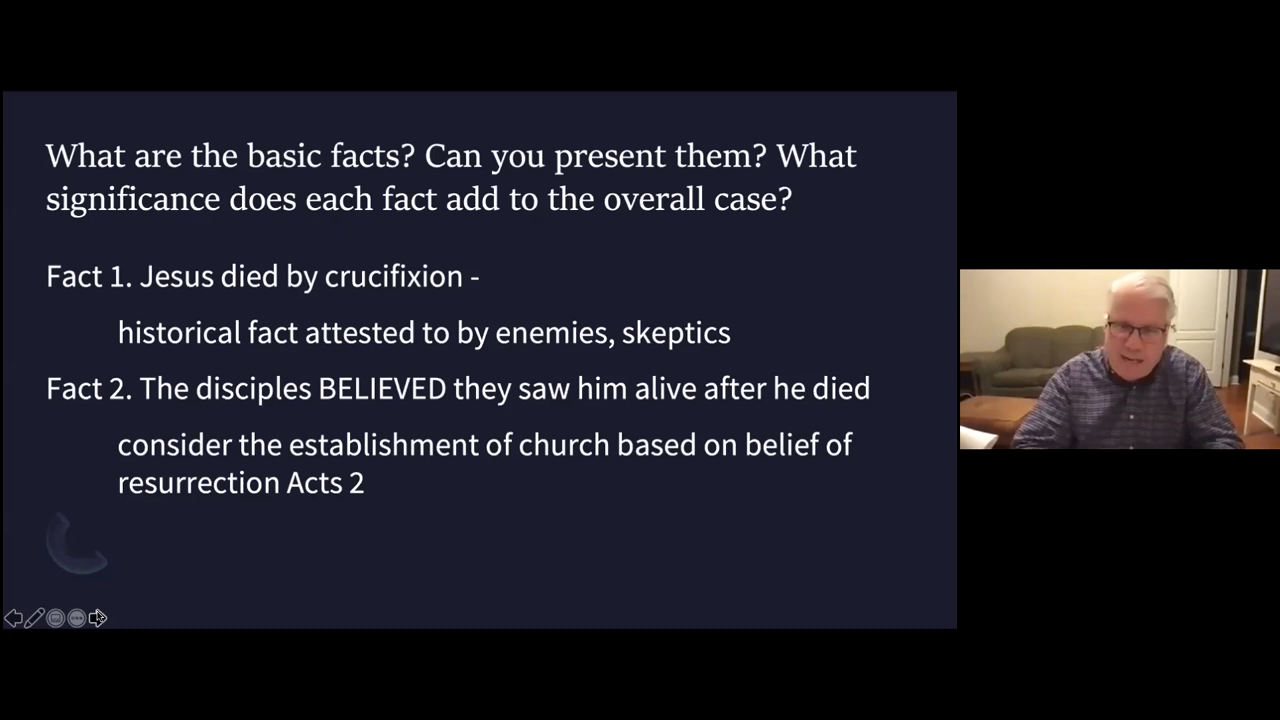 What are the basic facts? Can you present them? What
significance does each fact add to the overall case?
Fact 1. Jesus died by crucifixion -
historical fact attested to by enemies, skeptics
Fact 2. The disciples BELIEVED they saw him alive after he died
consider the establishment of church based on belief of
resurrection Acts 2